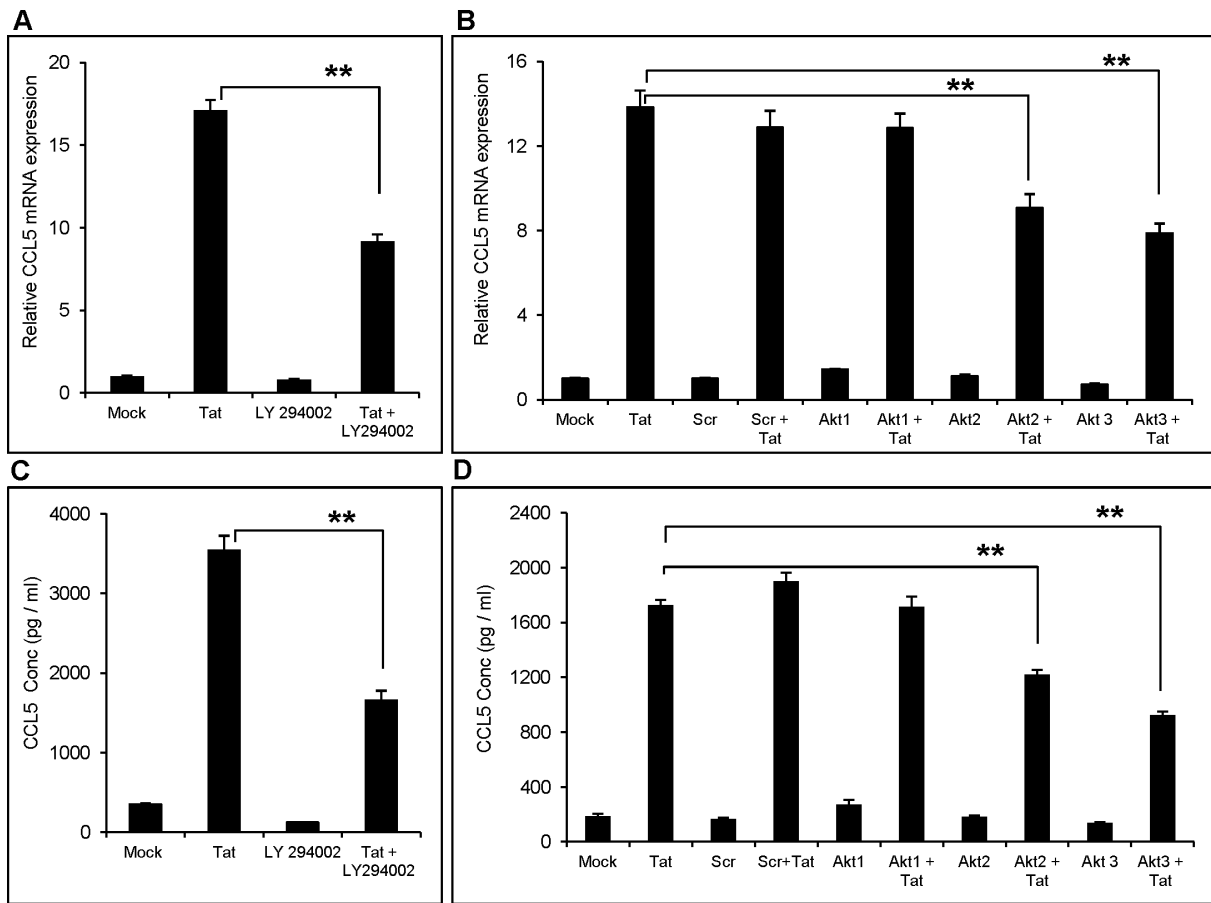 A
Relative CCL5 mRNA expression
20
15
10
5
0
**
Mock Tat LY 294002 Tat +
LY294002
B
Relative CCL5 mRNA expression
16
12
8
4
0
**
**
Mock Tat Scr Scr + Akt1 Akt1 + Akt2 Akt2 + Akt 3 Akt3 +
Tat Tat Tat Tat
C
CCL5 Conc (pg / ml)
4000
3000
2000
1000
0
**
Mock Tat LY 294002 Tat +
LY294002
D
CCL5 Conc (pg / ml)
2400
2000
1600
1200
800
400
0
**
**
Mock Tat Scr Scr+Tat Akt1 Akt1 + Akt2 Akt2 + Akt 3 Akt3 +
Tat Tat Tat